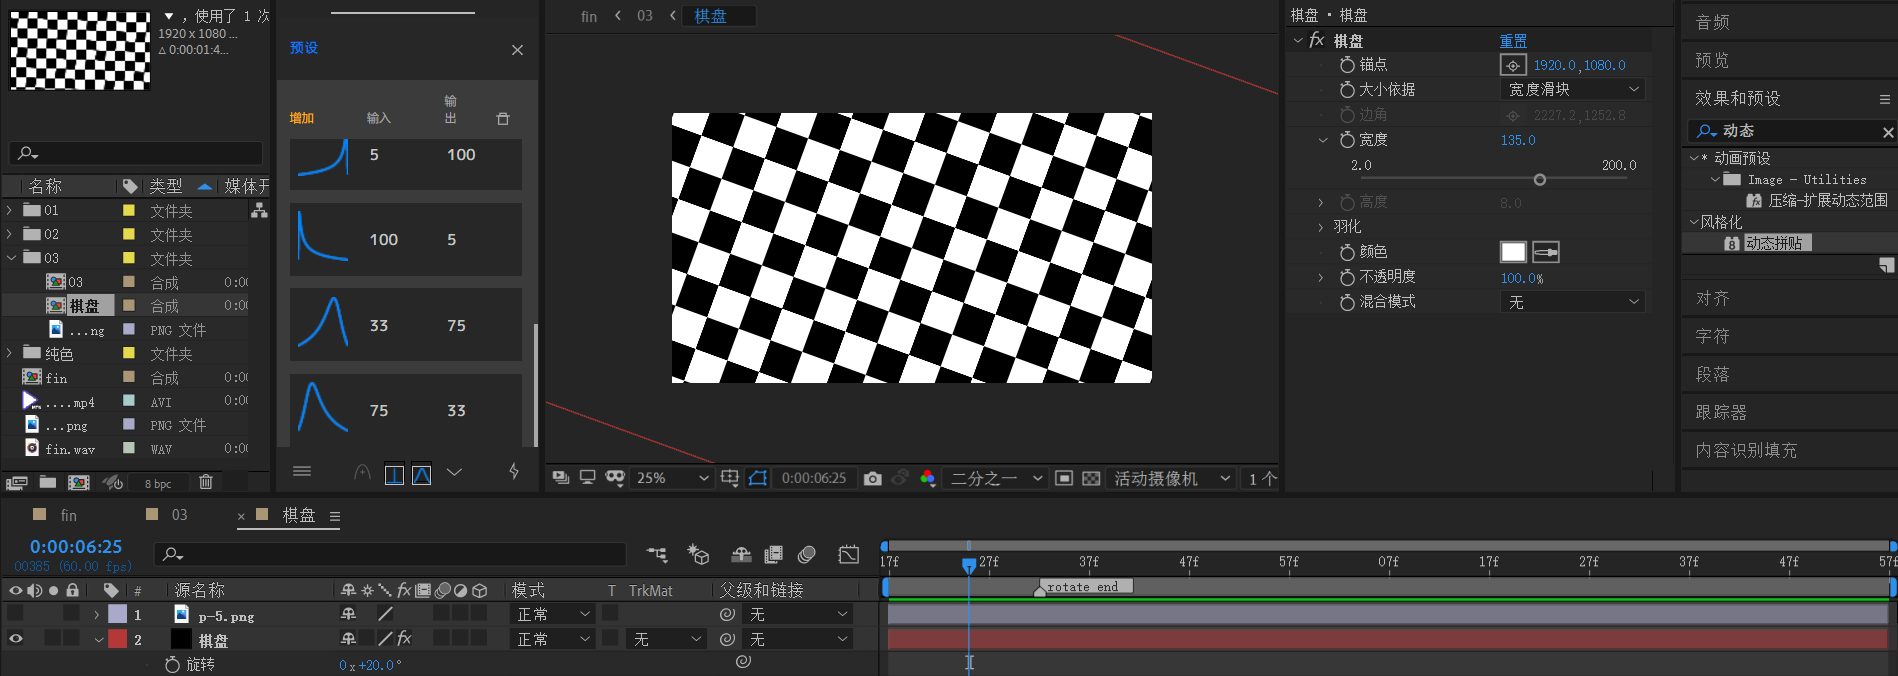 ，使用了 1 次
1920 x 1080 ...
△ 0:00:01:4...
名称 类型 媒体开
01 文件夹
02 文件夹
03 文件夹
03 合成 0:0
棋盘 合成 0:0
...ng PNG 文件
纯色 文件夹
fin 合成 0:0
....mp4 AVI 0:0
...png PNG 文件
fin.wav WAV 0:0
8 bpc
预设
增加 输入 输出
5 100
100 5
33 75
75 33
fin 03 棋盘
25% 0:00:06:25 二分之一 活动摄像机 1 个
棋盘 · 棋盘
fx 棋盘 重置
锚点 1920.0,1080.0
大小依据 宽度滑块
边角 2227.2,1252.8
宽度 135.0
2.0 200.0
高度 8.0
羽化
颜色
不透明度 100.0%
混合模式 无
音频
预览
效果和预设
动态
* 动画预设
Image - Utilities
压缩-扩展动态范围
风格化
动态拼贴
对齐
字符
段落
跟踪器
内容识别填充
fin 03 × 棋盘
0:00:06:25
00385 (60.00 fps)
17f 27f 37f 47f 57f 07f 17f 27f 37f 47f 57f
# 源名称 fx 模式 T TrkMat 父级和链接
rotate end
1 p-5.png 正常 无
2 棋盘 fx 正常 无 无
旋转 0x+20.0°